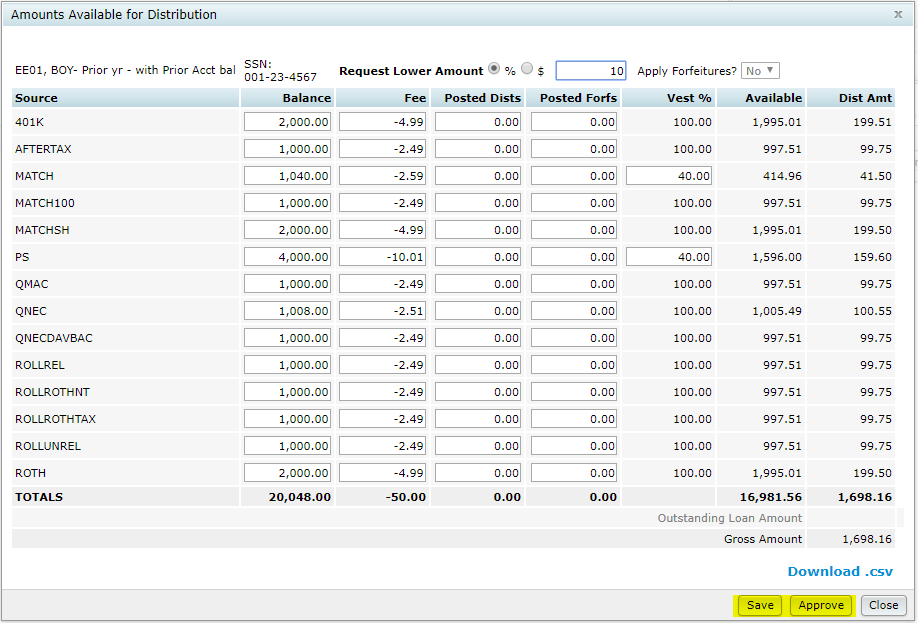 Amounts Available for Distribution x
EE01, BOY- Prior yr - with Prior Acct bal SSN: 001-23-4567 Request Lower Amount % $ 10 Apply Forfeitures? No ▼
Source Balance Fee Posted Dists Posted Forfs Vest % Available Dist Amt
401K 2,000.00 -4.99 0.00 0.00 100.00 1,995.01 199.51
AFTERTAX 1,000.00 -2.49 0.00 0.00 100.00 997.51 99.75
MATCH 1,040.00 -2.59 0.00 0.00 40.00 414.96 41.50
MATCH100 1,000.00 -2.49 0.00 0.00 100.00 997.51 99.75
MATCHSH 2,000.00 -4.99 0.00 0.00 100.00 1,995.01 199.50
PS 4,000.00 -10.01 0.00 0.00 40.00 1,596.00 159.60
QMAC 1,000.00 -2.49 0.00 0.00 100.00 997.51 99.75
QNEC 1,008.00 -2.51 0.00 0.00 100.00 1,005.49 100.55
QNECDAVBAC 1,000.00 -2.49 0.00 0.00 100.00 997.51 99.75
ROLLREL 1,000.00 -2.49 0.00 0.00 100.00 997.51 99.75
ROLLROTHNT 1,000.00 -2.49 0.00 0.00 100.00 997.51 99.75
ROLLROTHTAX 1,000.00 -2.49 0.00 0.00 100.00 997.51 99.75
ROLLUNREL 1,000.00 -2.49 0.00 0.00 100.00 997.51 99.75
ROTH 2,000.00 -4.99 0.00 0.00 100.00 1,995.01 199.50
TOTALS 20,048.00 -50.00 0.00 0.00 16,981.56 1,698.16
Outstanding Loan Amount
Gross Amount 1,698.16
Download .csv
Save Approve Close